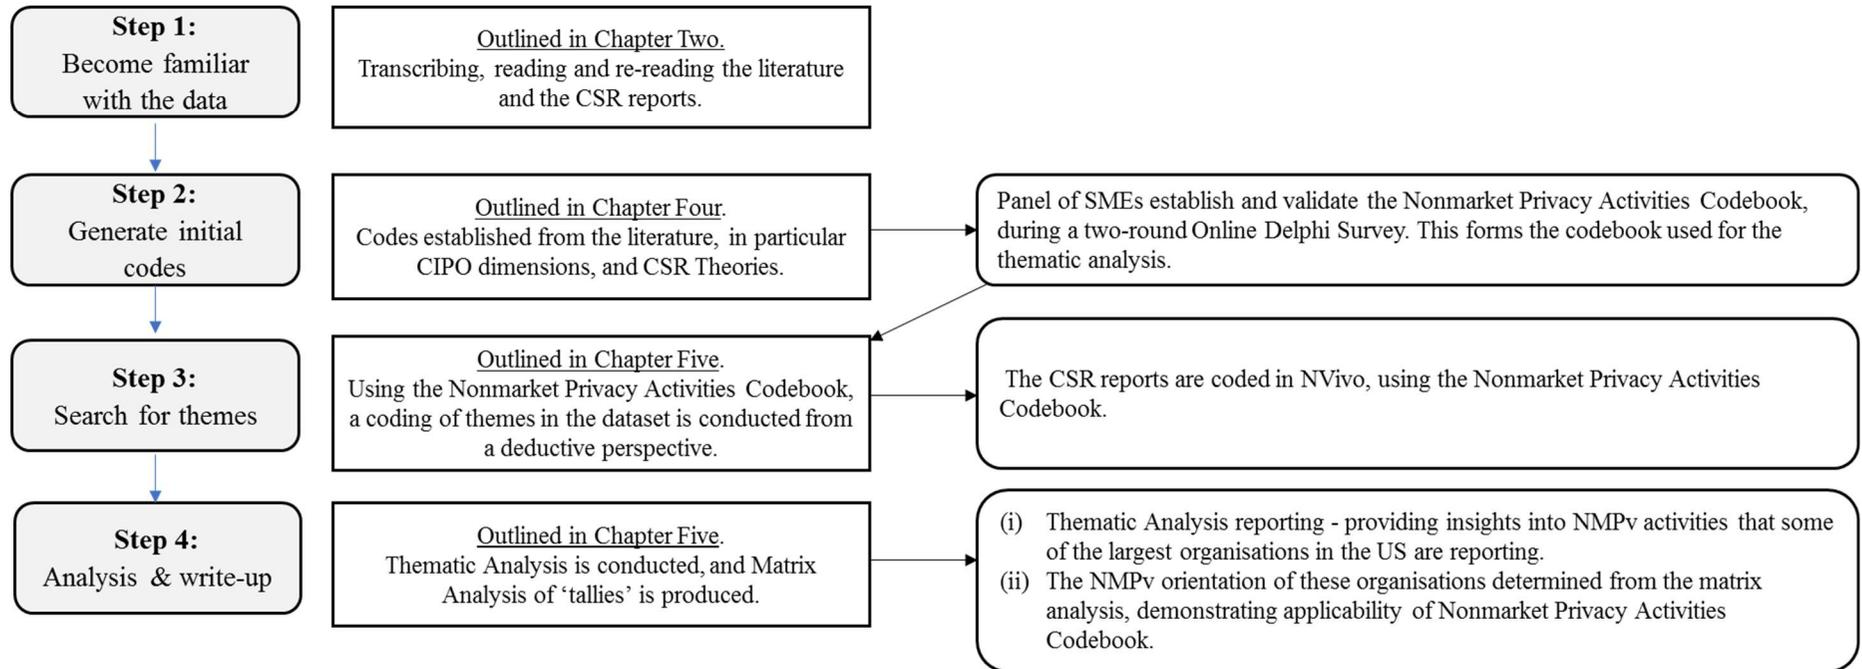 Step 1:
Become familiar
with the data
Outlined in Chapter Two.
Transcribing, reading and re-reading the literature
and the CSR reports.
Step 2:
Generate initial
codes
Outlined in Chapter Four.
Codes established from the literature, in particular
CIPO dimensions, and CSR Theories.
Panel of SMEs establish and validate the Nonmarket Privacy Activities Codebook,
during a two-round Online Delphi Survey. This forms the codebook used for the
thematic analysis.
Step 3:
Search for themes
Outlined in Chapter Five.
Using the Nonmarket Privacy Activities Codebook,
a coding of themes in the dataset is conducted from
a deductive perspective.
The CSR reports are coded in NVivo, using the Nonmarket Privacy Activities
Codebook.
Step 4:
Analysis & write-up
Outlined in Chapter Five.
Thematic Analysis is conducted, and Matrix
Analysis of ‘tallies’ is produced.
(i) Thematic Analysis reporting - providing insights into NMPv activities that some
of the largest organisations in the US are reporting.
(ii) The NMPv orientation of these organisations determined from the matrix
analysis, demonstrating applicability of Nonmarket Privacy Activities
Codebook.